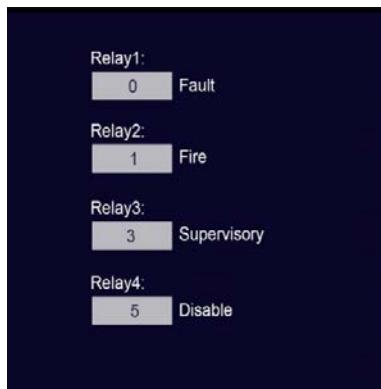 Relay1:
0 Fault
Relay2:
1 Fire
Relay3:
3 Supervisory
Relay4:
5 Disable